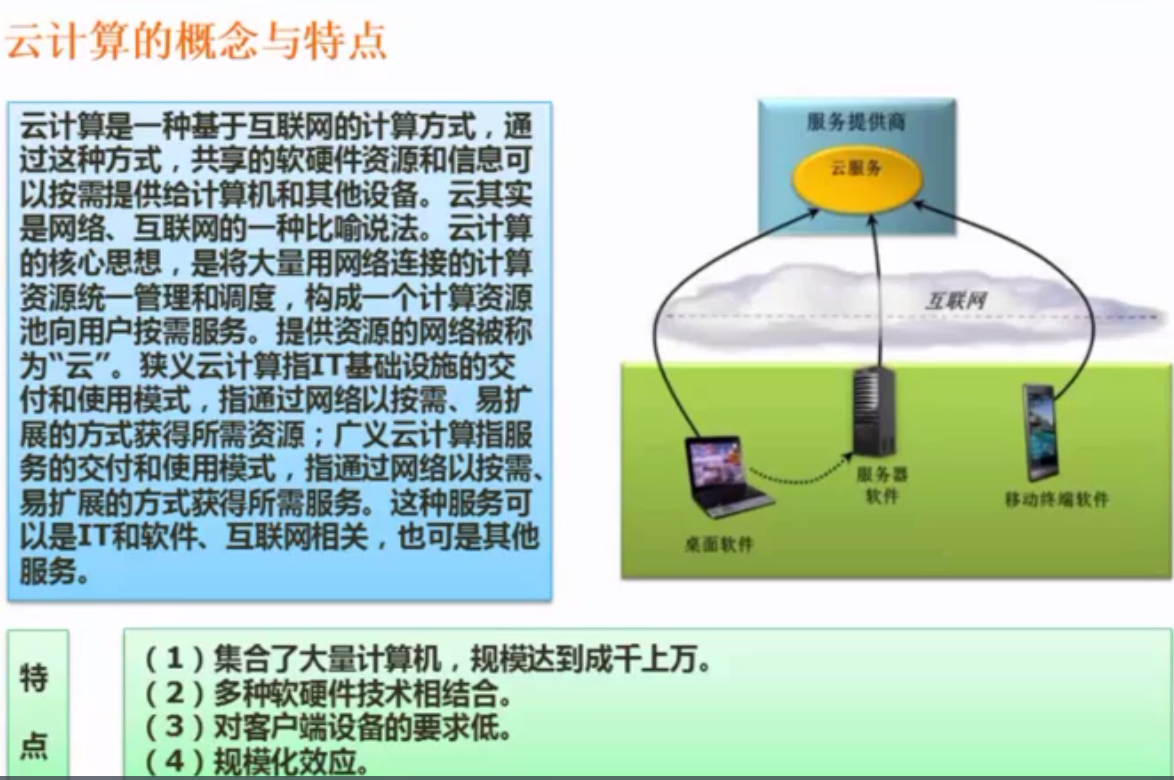 云计算的概念与特点
云计算是一种基于互联网的计算方式，通
过这种方式，共享的软硬件资源和信息可
以按需提供给计算机和其他设备。云其实
是网络、互联网的一种比喻说法。云计算
的核心思想，是将大量用网络连接的计算
资源统一管理和调度，构成一个计算资源
池向用户按需服务。提供资源的网络被称
为“云”。狭义云计算指IT基础设施的交
付和使用模式，指通过网络以按需、易扩
展的方式获得所需资源；广义云计算指服
务的交付和使用模式，指通过网络以按需、
易扩展的方式获得所需服务。这种服务可
以是IT和软件、互联网相关，也可是其他
服务。
服务提供商
云服务
互联网
服务器
软件
移动终端软件
桌面软件
特
点
（1）集合了大量计算机，规模达到成千上万。
（2）多种软硬件技术相结合。
（3）对客户端设备的要求低。
（4）规模化效应。